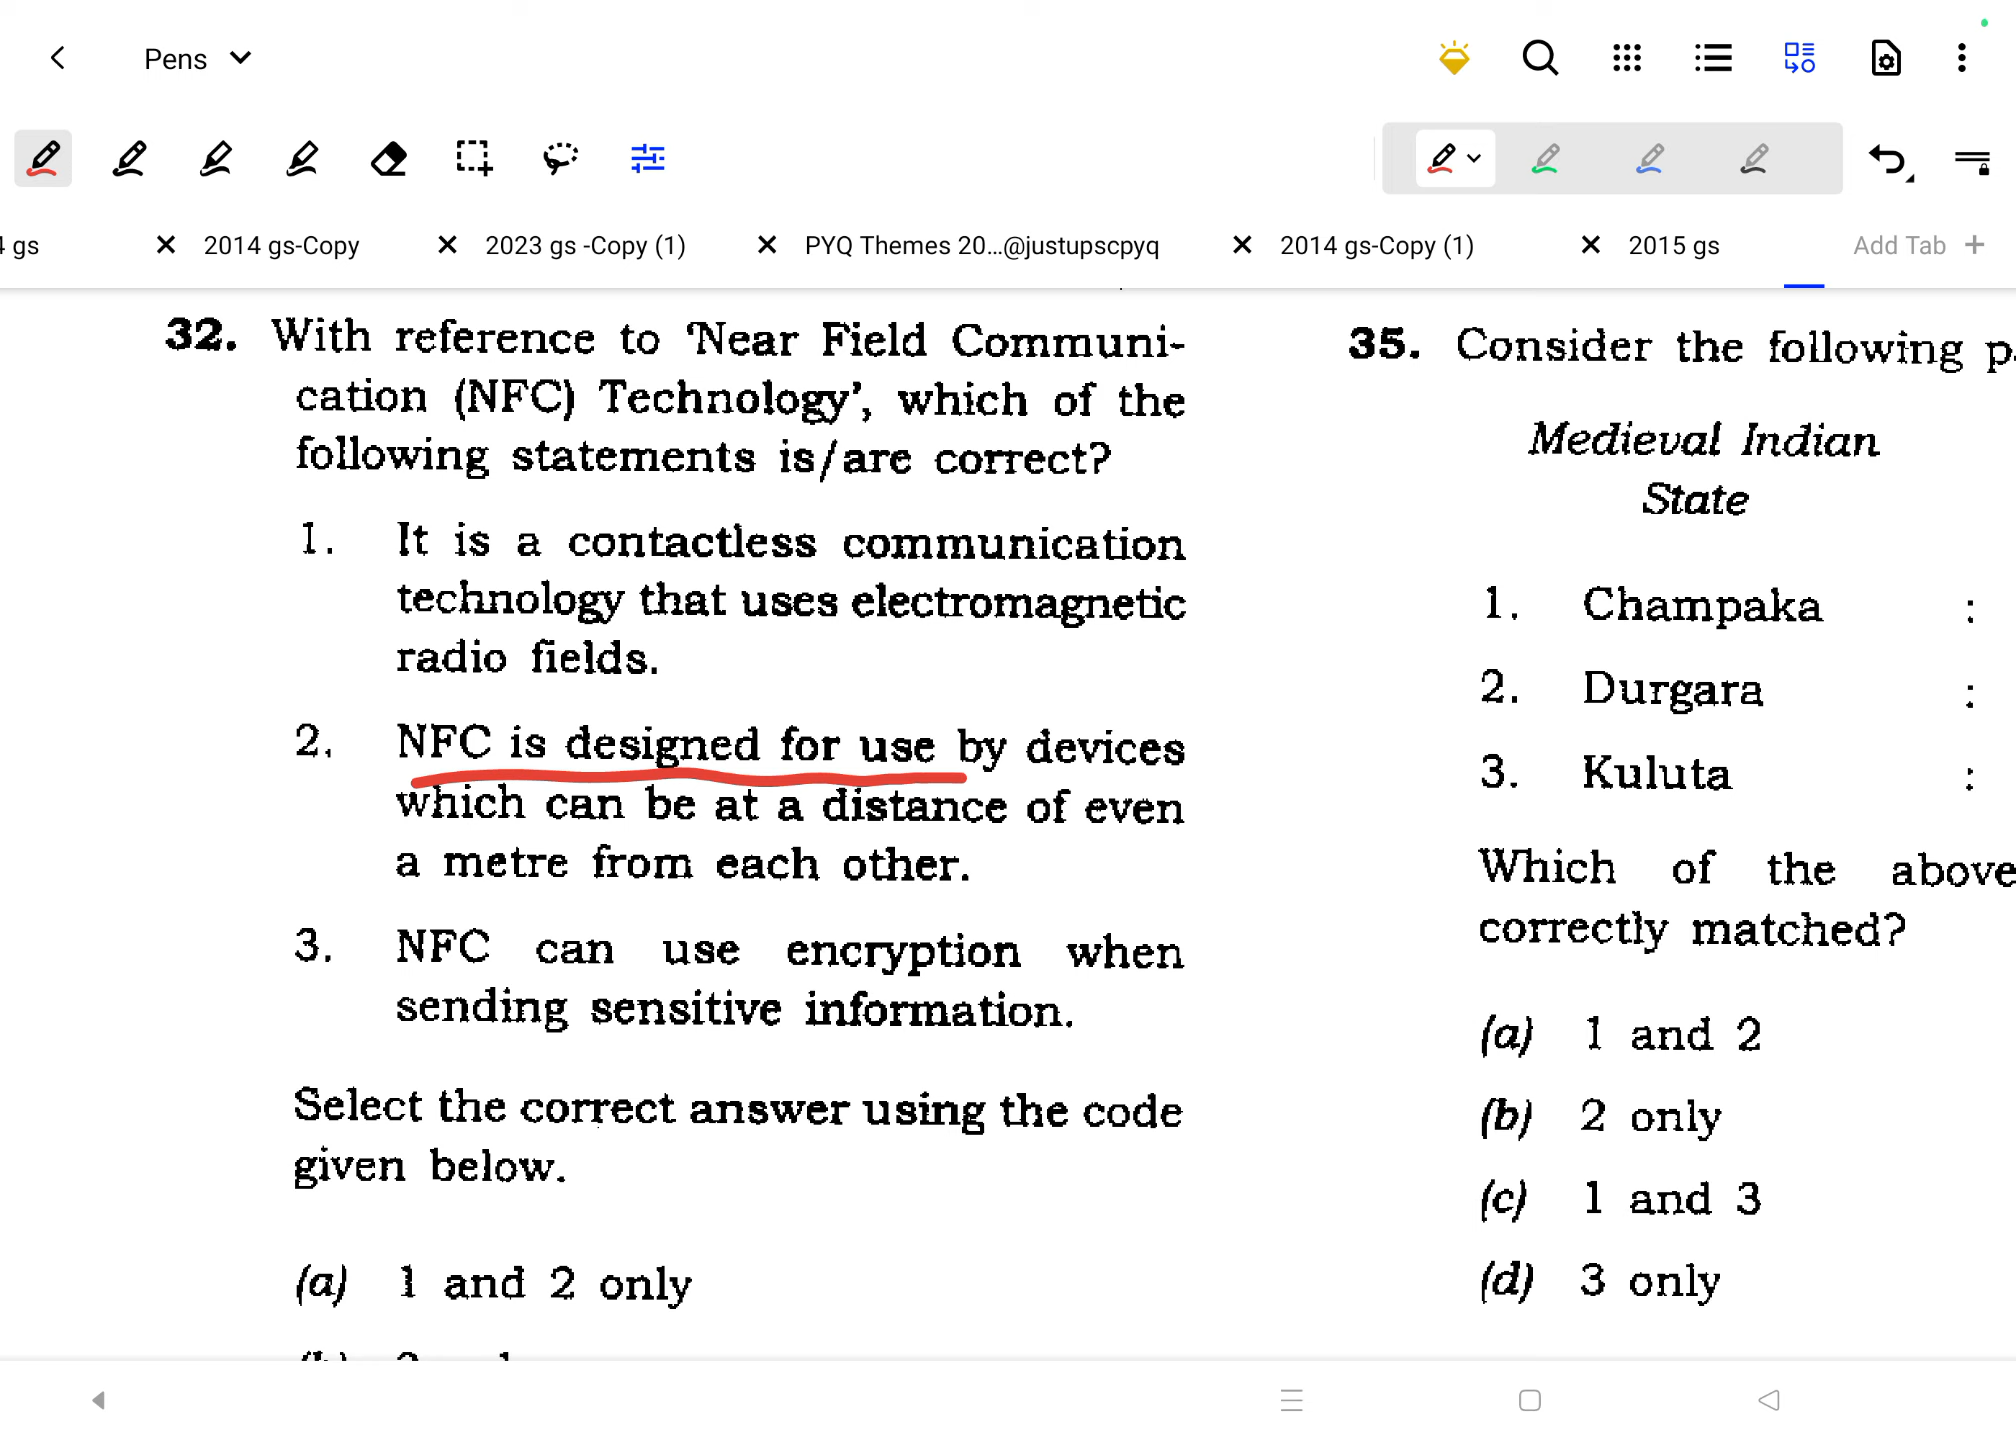 Pens
4 gs
2014 gs-Copy
2023 gs -Copy (1)
PYQ Themes 20...@justupscpyq
2014 gs-Copy (1)
2015 gs
Add Tab +
32. With reference to 'Near Field Communi-
cation (NFC) Technology', which of the
following statements is/are correct?
1. It is a contactless communication
technology that uses electromagnetic
radio fields.
2. NFC is designed for use by devices
which can be at a distance of even
a metre from each other.
3. NFC can use encryption when
sending sensitive information.
Select the correct answer using the code
given below.
(a) 1 and 2 only
35. Consider the following
Medieval Indian
State
1. Champaka :
2. Durgara :
3. Kuluta :
Which of the above
correctly matched?
(a) 1 and 2
(b) 2 only
(c) 1 and 3
(d) 3 only